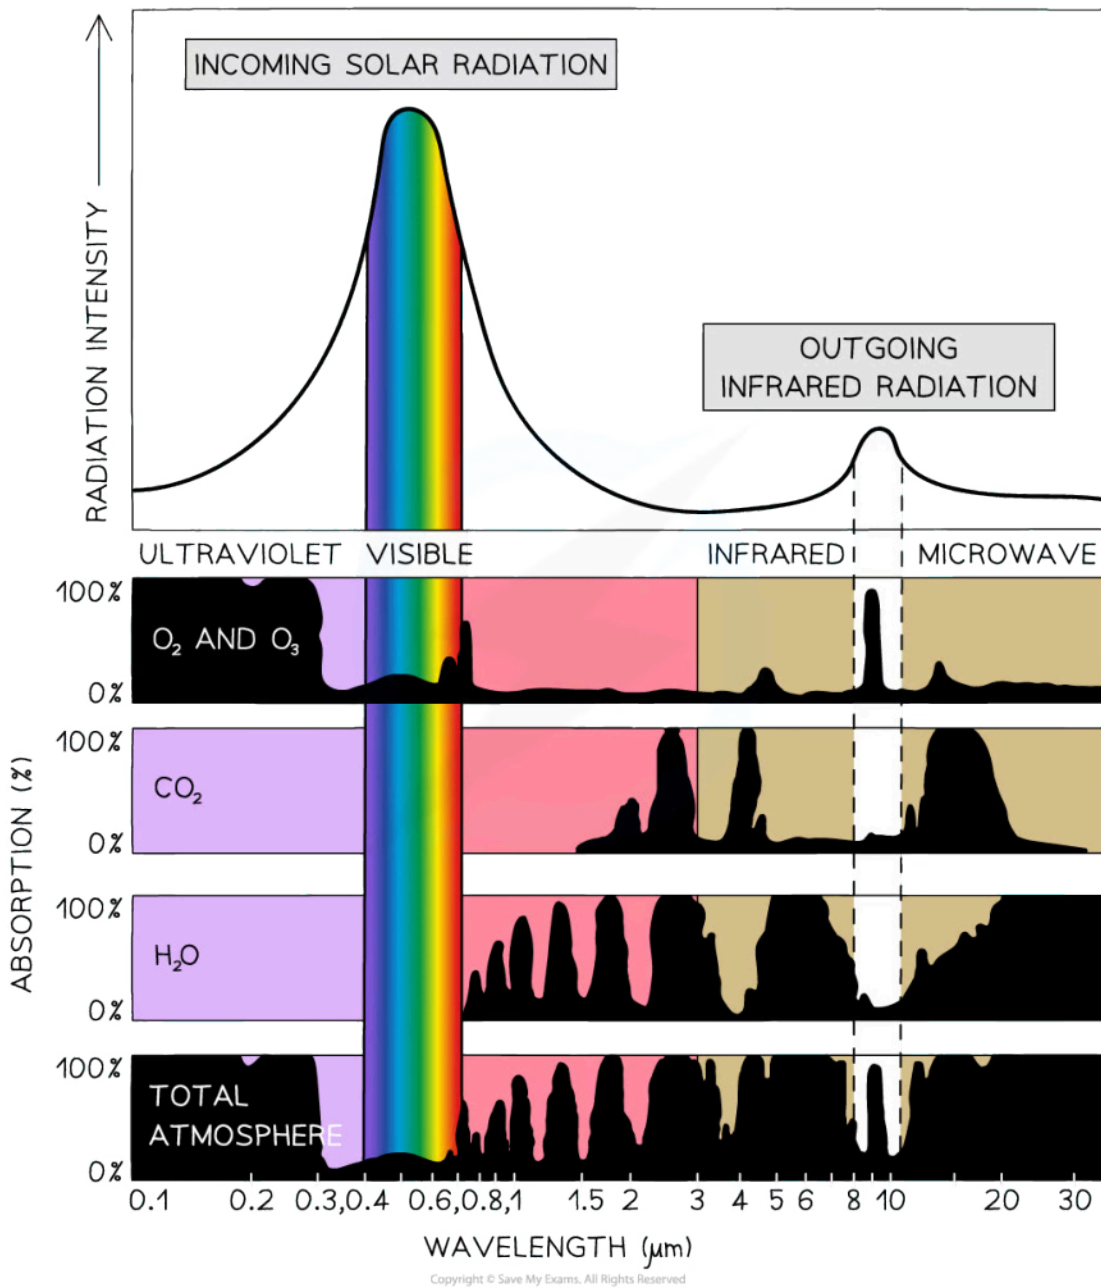 INCOMING SOLAR RADIATION
RADIATION INTENSITY
OUTGOING
INFRARED RADIATION
ULTRAVIOLET VISIBLE INFRARED MICROWAVE
100%
O₂ AND O₃
0%
100%
CO₂
0%
ABSORPTION (%)
100%
H₂O
0%
100%
TOTAL
ATMOSPHERE
0%
0.1 0.2 0.3,0.4 0.6,0.8,1 1.5 2 3 4 5 6 8 10 20 30
WAVELENGTH (μm)
Copyright © Save My Exams. All Rights Reserved